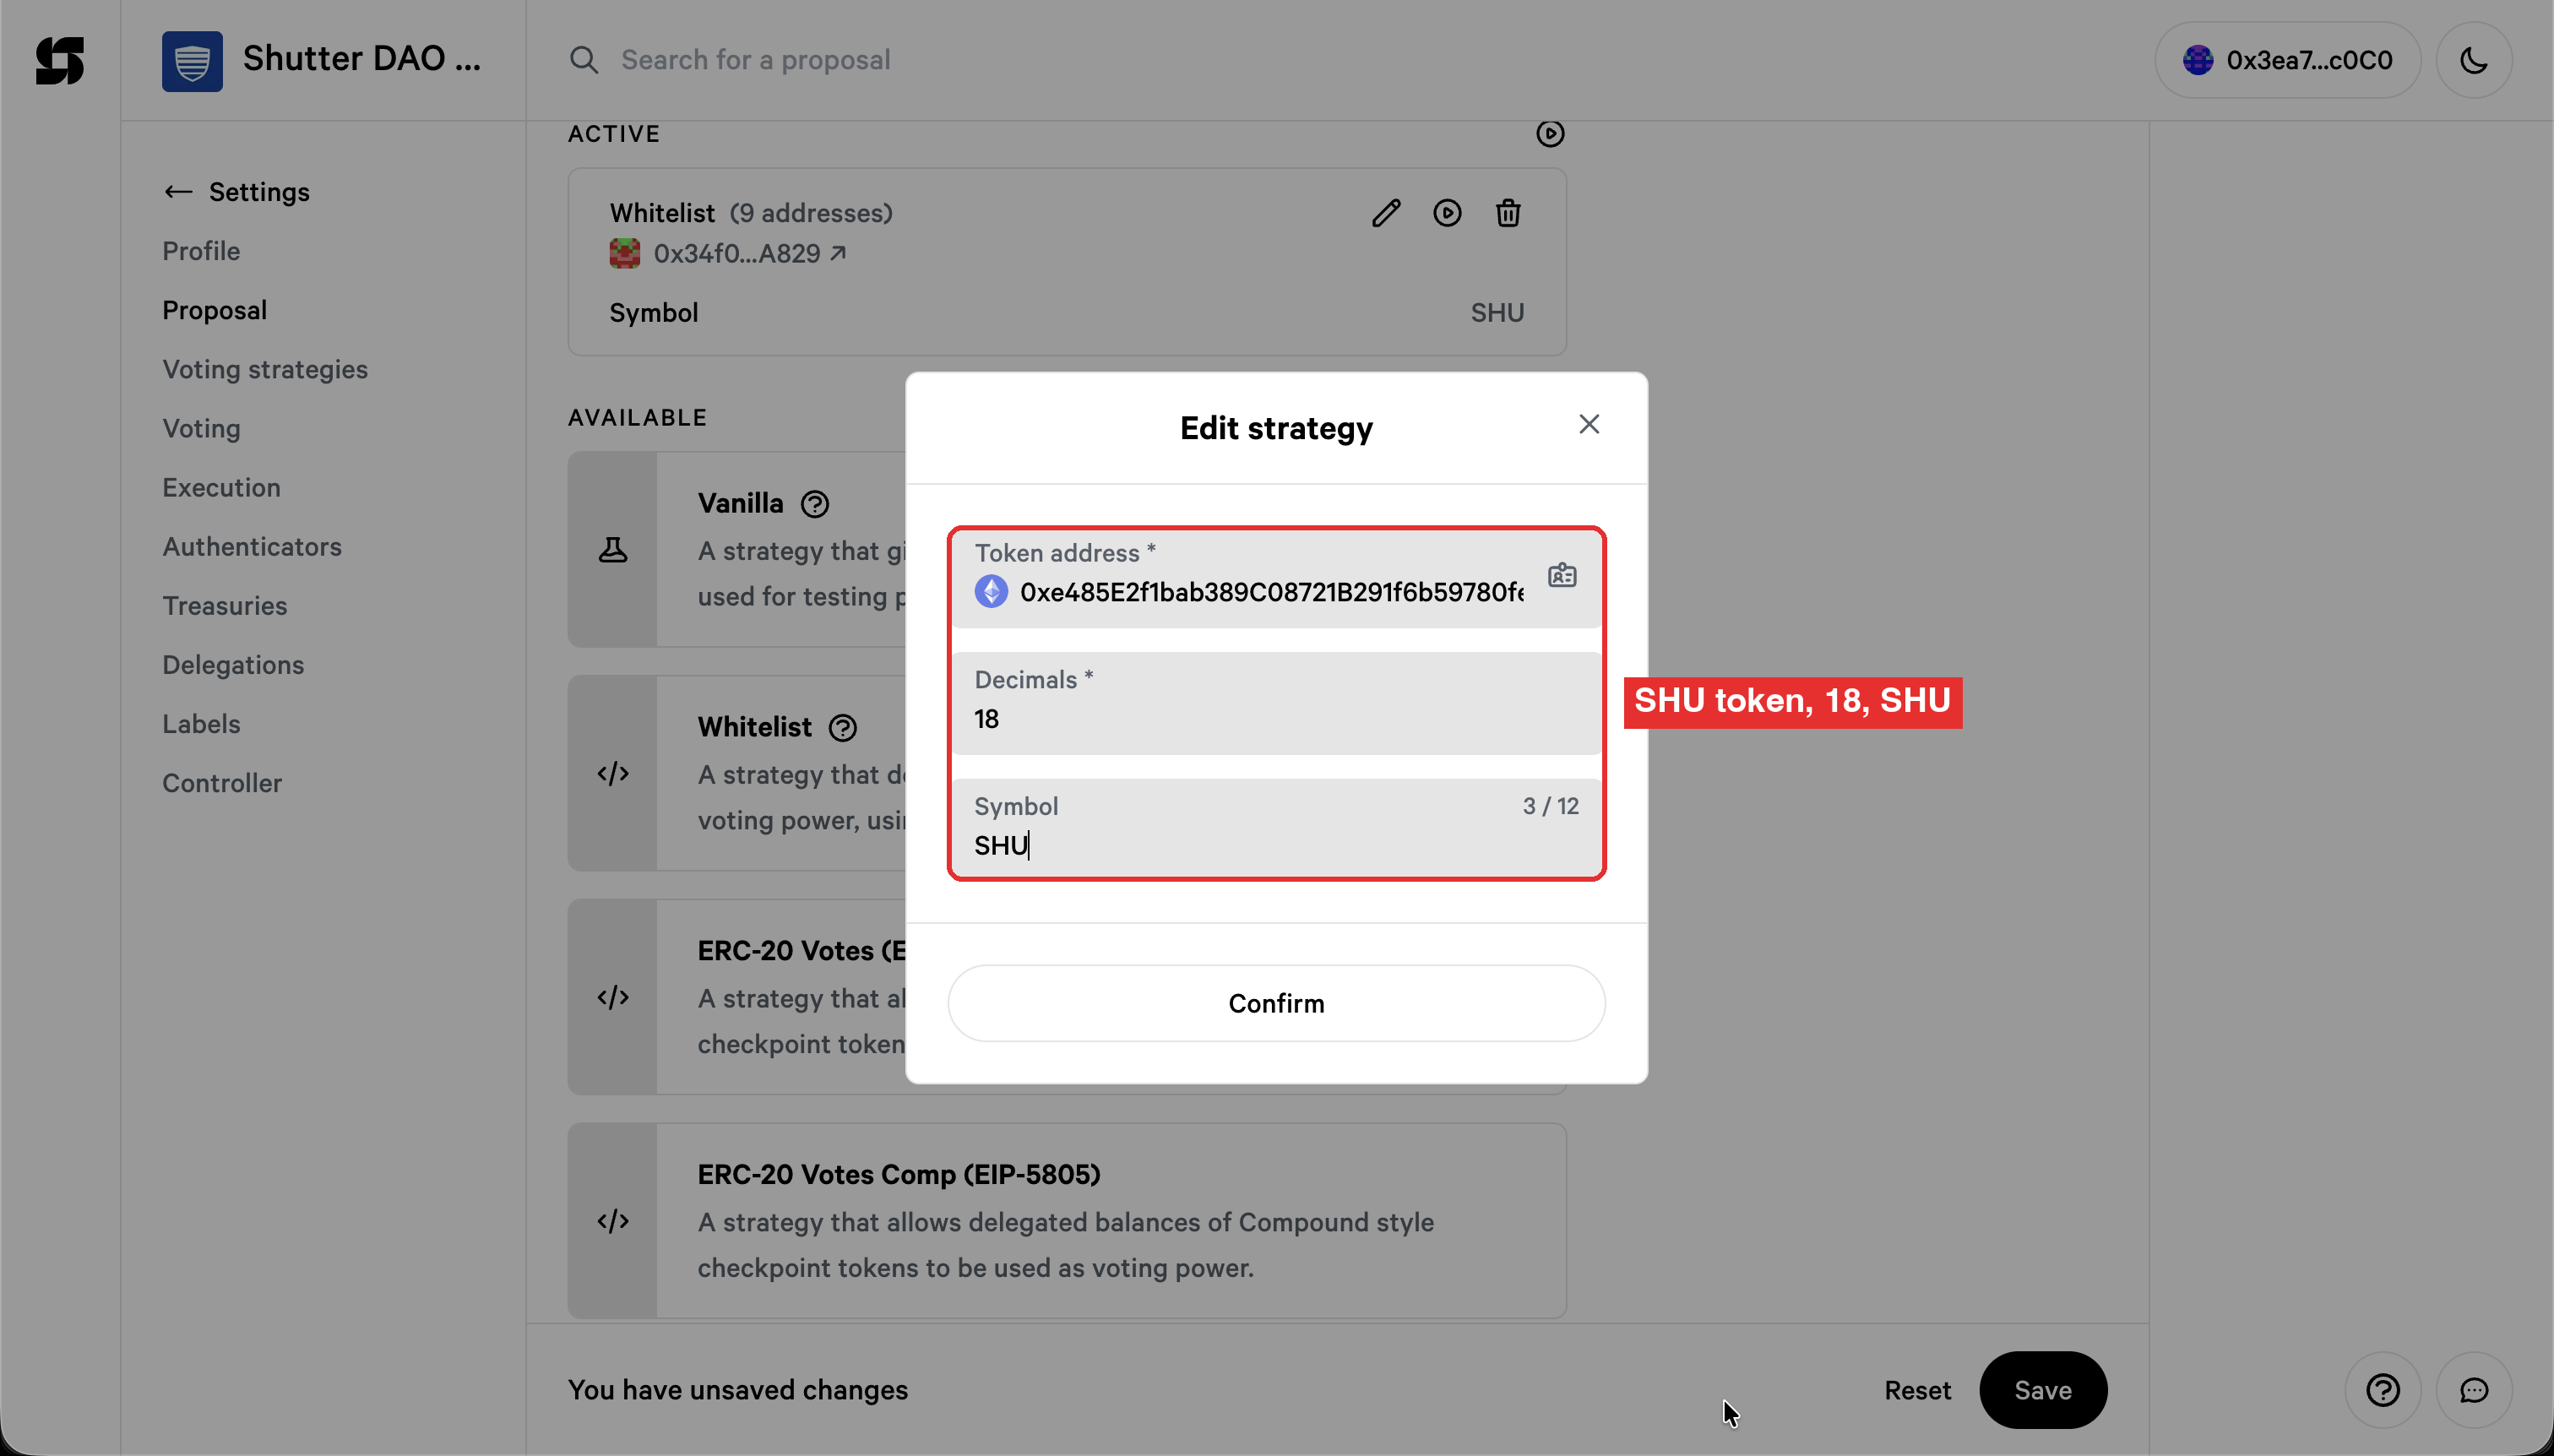 Shutter DAO ...
Search for a proposal
0x3ea7...c0C0
Settings
Profile
Proposal
Voting strategies
Voting
Execution
Authenticators
Treasuries
Delegations
Labels
Controller
ACTIVE
Whitelist (9 addresses)
0x34f0...A829
Symbol SHU
AVAILABLE
Vanilla
A strategy that gi
used for testing p
Whitelist
A strategy that d
voting power, usi
ERC-20 Votes (E
A strategy that al
checkpoint token
ERC-20 Votes Comp (EIP-5805)
A strategy that allows delegated balances of Compound style
checkpoint tokens to be used as voting power.
Edit strategy
Token address *
0xe485E2f1bab389C08721B291f6b59780fe
Decimals *
18
Symbol 3 / 12
SHU
Confirm
SHU token, 18, SHU
You have unsaved changes
Reset
Save